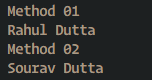 Method 01
Rahul Dutta
Method 02
Sourav Dutta